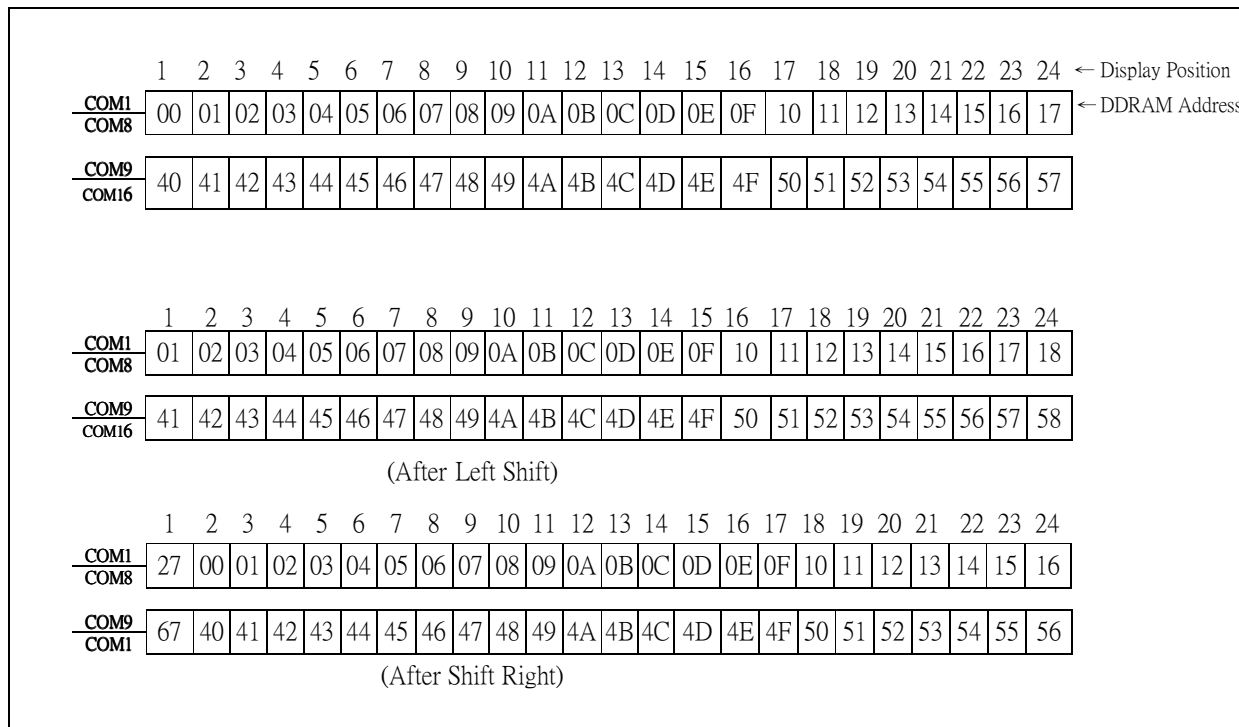 1 2 3 4 5 6 7 8 9 10 11 12 13 14 15 16 17 18 19 20 21 22 23 24 ← Display Position
COM1
COM8
00 01 02 03 04 05 06 07 08 09 0A 0B 0C 0D 0E 0F 10 11 12 13 14 15 16 17 ← DDRAM Address
COM9
COM16
40 41 42 43 44 45 46 47 48 49 4A 4B 4C 4D 4E 4F 50 51 52 53 54 55 56 57
1 2 3 4 5 6 7 8 9 10 11 12 13 14 15 16 17 18 19 20 21 22 23 24
COM1
COM8
01 02 03 04 05 06 07 08 09 0A 0B 0C 0D 0E 0F 10 11 12 13 14 15 16 17 18
COM9
COM16
41 42 43 44 45 46 47 48 49 4A 4B 4C 4D 4E 4F 50 51 52 53 54 55 56 57 58
(After Left Shift)
1 2 3 4 5 6 7 8 9 10 11 12 13 14 15 16 17 18 19 20 21 22 23 24
COM1
COM8
27 00 01 02 03 04 05 06 07 08 09 0A 0B 0C 0D 0E 0F 10 11 12 13 14 15 16
COM9
COM1
67 40 41 42 43 44 45 46 47 48 49 4A 4B 4C 4D 4E 4F 50 51 52 53 54 55 56
(After Shift Right)